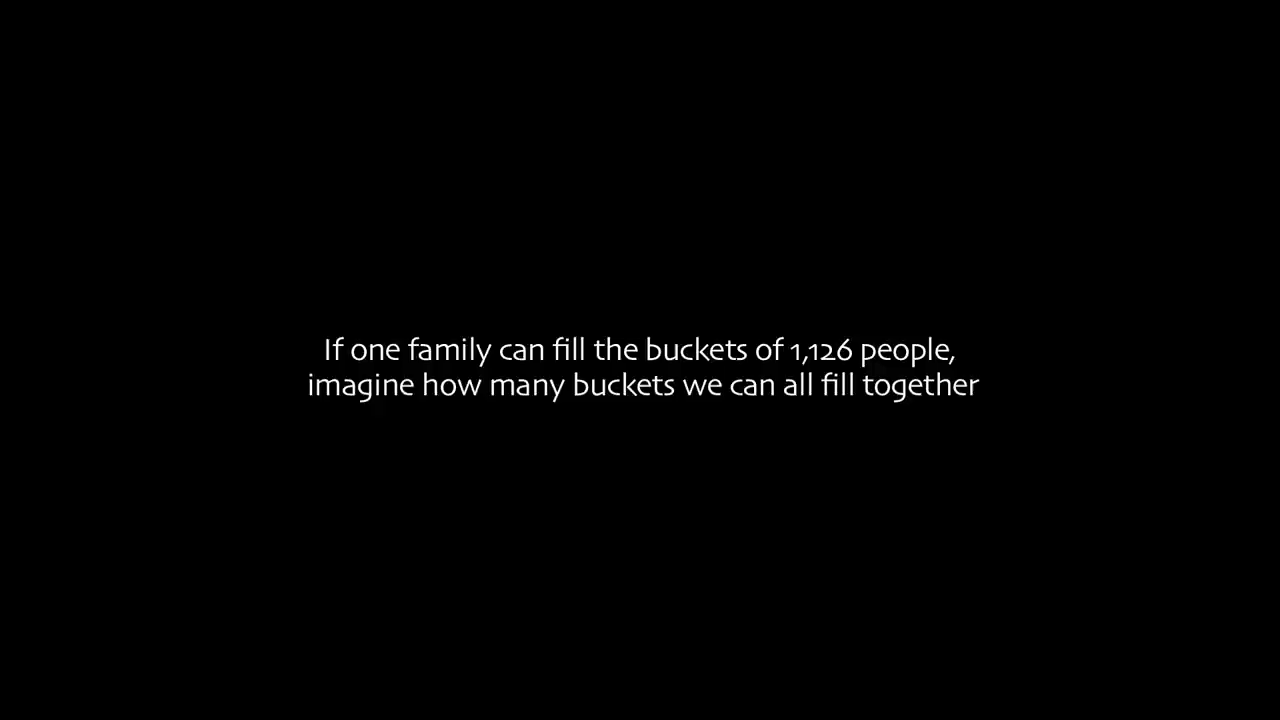 If one family can fill the buckets of 1,126 people,
imagine how many buckets we can all fill together